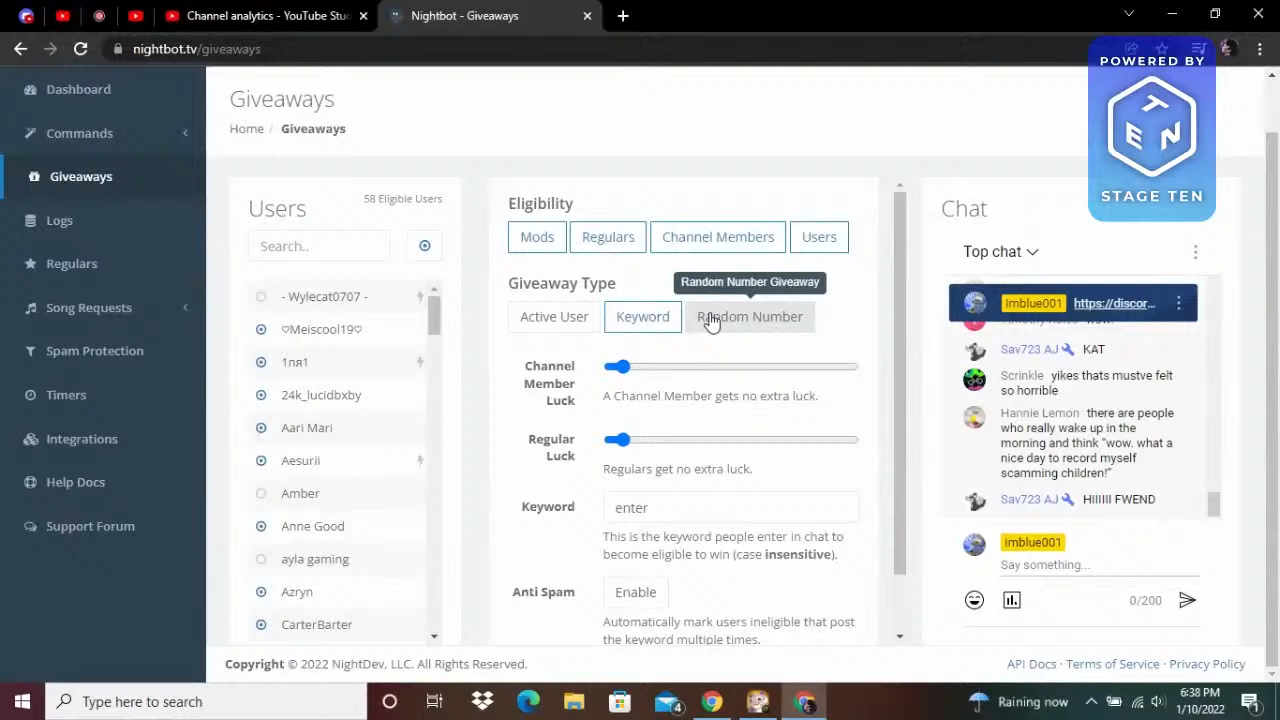 Channel analytics - YouTube Stud
Nightbot - Giveaways
nightbot.tv/giveaways
POWERED BY
TEN
STAGE TEN
Dashboard
Commands
Giveaways
Logs
Regulars
Song Requests
Spam Protection
Timers
Integrations
Help Docs
Support Forum
Giveaways
Home / Giveaways
Users
58 Eligible Users
Search..
- Wylecat0707 -
♡Meiscool19♡
1пя1
24k_lucidbxby
Aari Mari
Aesurii
Amber
Anne Good
ayla gaming
Azryn
CarterBarter
Eligibility
Mods Regulars Channel Members Users
Giveaway Type
Random Number Giveaway
Active User Keyword Random Number
Channel
Member
Luck
A Channel Member gets no extra luck.
Regular
Luck
Regulars get no extra luck.
Keyword
enter
This is the keyword people enter in chat to
become eligible to win (case insensitive).
Anti Spam
Enable
Automatically mark users ineligible that post
the keyword multiple times.
Chat
Top chat
Imblue001 https://discor...
Sav723 AJ KAT
Scrinkle yikes thats mustve felt
so horrible
Hannie Lemon there are people
who really wake up in the
morning and think "wow. what a
nice day to record myself
scamming children!"
Sav723 AJ HIIIIII FWEND
Imblue001
Say something...
0/200
Copyright © 2022 NightDev, LLC. All Rights Reserved.
API Docs · Terms of Service · Privacy Policy
Type here to search
4
Raining now
6:38 PM
1/10/2022
1